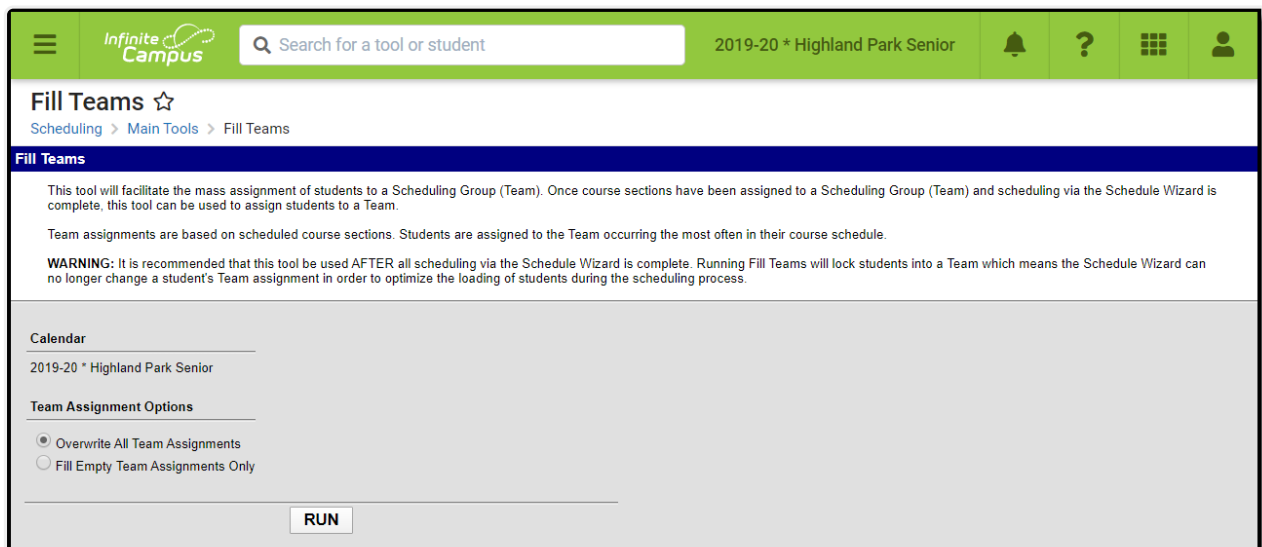 Infinite Campus
Search for a tool or student
2019-20 * Highland Park Senior
Fill Teams
Scheduling > Main Tools > Fill Teams
Fill Teams
This tool will facilitate the mass assignment of students to a Scheduling Group (Team). Once course sections have been assigned to a Scheduling Group (Team) and scheduling via the Schedule Wizard is
complete, this tool can be used to assign students to a Team.
Team assignments are based on scheduled course sections. Students are assigned to the Team occurring the most often in their course schedule.
WARNING: It is recommended that this tool be used AFTER all scheduling via the Schedule Wizard is complete. Running Fill Teams will lock students into a Team which means the Schedule Wizard can
no longer change a student's Team assignment in order to optimize the loading of students during the scheduling process.
Calendar
2019-20 * Highland Park Senior
Team Assignment Options
Overwrite All Team Assignments
Fill Empty Team Assignments Only
RUN